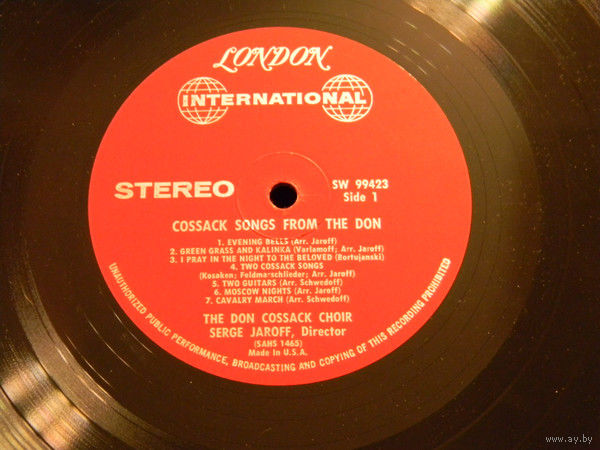 LONDON
INTERNATIONAL
STEREO
SW 99423
Side 1
COSSACK SONGS FROM THE DON
1. EVENING BELLS (Arr. Jaroff)
2. GREEN GRASS AND KALINKA (Varlamoff; Arr. Jaroff)
3. I PRAY IN THE NIGHT TO THE BELOVED (Bortujanski)
4. TWO COSSACK SONGS
(Kosaken; Feldmarschlieder; Arr. Jaroff)
5. TWO GUITARS (Arr. Schwedoff)
6. MOSCOW NIGHTS (Arr. Jaroff)
7. CAVALRY MARCH (Arr. Schwedoff)
THE DON COSSACK CHOIR
SERGE JAROFF, Director
(SAHS 1465)
Made in U.S.A.
UNAUTHORIZED PUBLIC PERFORMANCE, BROADCASTING AND COPYING OF THIS RECORDING PROHIBITED
www.ay.by